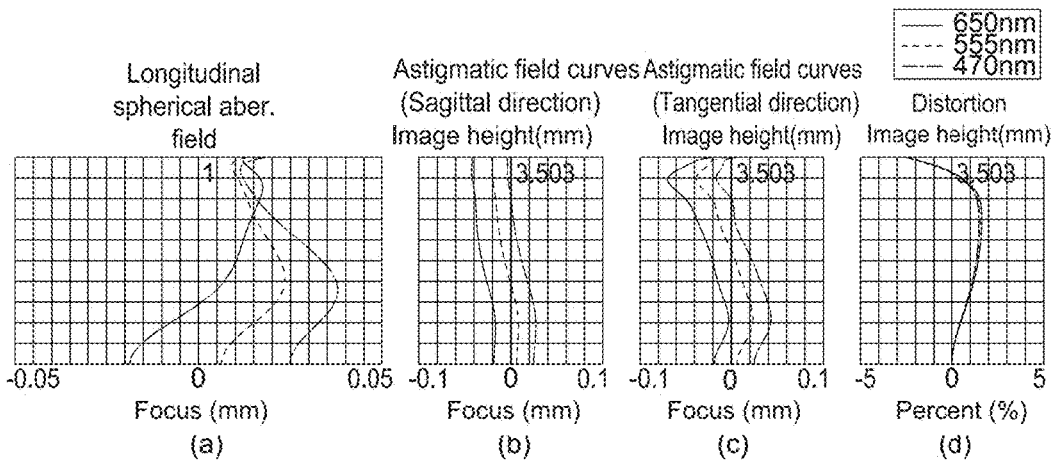 650nm
555nm
470nm
Longitudinal
spherical aber.
field
1
-0.05
0
0.05
Focus (mm)
(a)
Astigmatic field curves
(Sagittal direction)
Image height(mm)
3.503
-0.1
0
0.1
Focus (mm)
(b)
Astigmatic field curves
(Tangential direction)
Image height(mm)
3.503
-0.1
0
0.1
Focus (mm)
(c)
Distortion
Image height(mm)
3.503
-5
0
5
Percent (%)
(d)